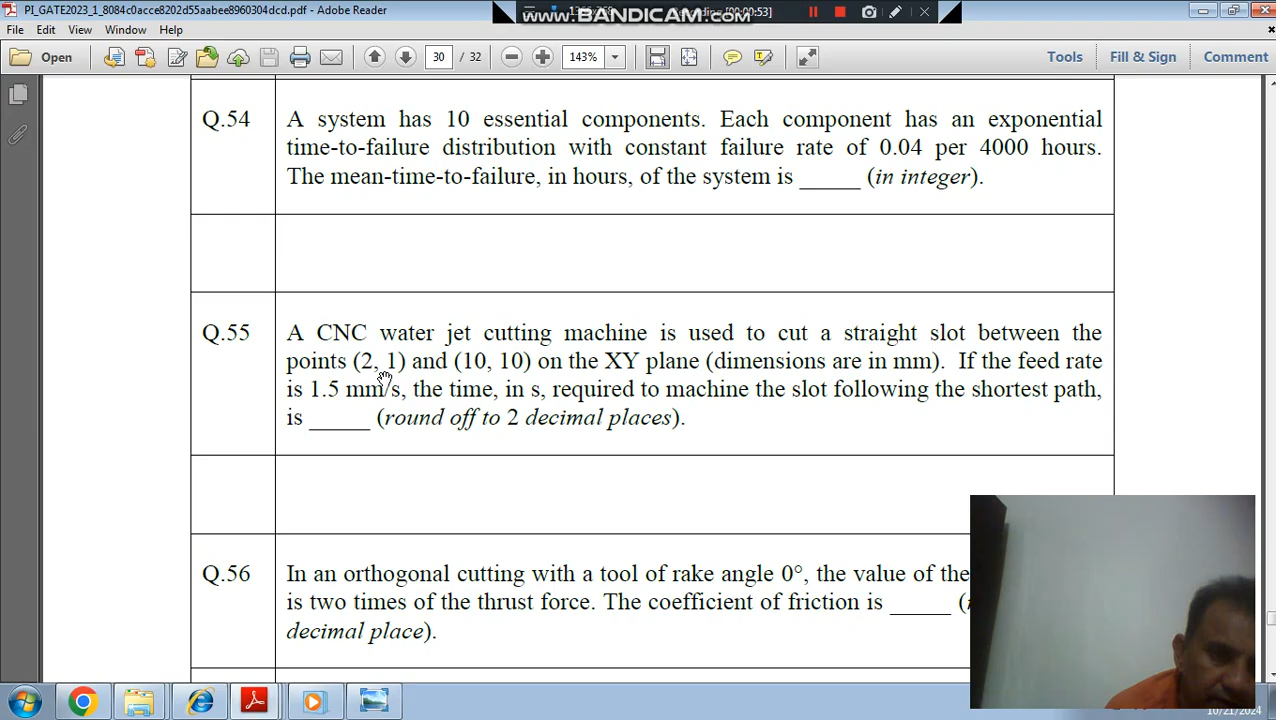 PI_GATE2023_1_8084c0acce8202d55aabee8960304dcd.pdf - Adobe Reader
www.BANDICAM.com
File Edit View Window Help
Open 30 / 32 143% Tools Fill & Sign Comment
Q.54 A system has 10 essential components. Each component has an exponential
time-to-failure distribution with constant failure rate of 0.04 per 4000 hours.
The mean-time-to-failure, in hours, of the system is _____ (in integer).
Q.55 A CNC water jet cutting machine is used to cut a straight slot between the
points (2, 1) and (10, 10) on the XY plane (dimensions are in mm). If the feed rate
is 1.5 mm/s, the time, in s, required to machine the slot following the shortest path,
is _____ (round off to 2 decimal places).
Q.56 In an orthogonal cutting with a tool of rake angle 0°, the value of the
is two times of the thrust force. The coefficient of friction is _____ (
decimal place).
10/21/2024